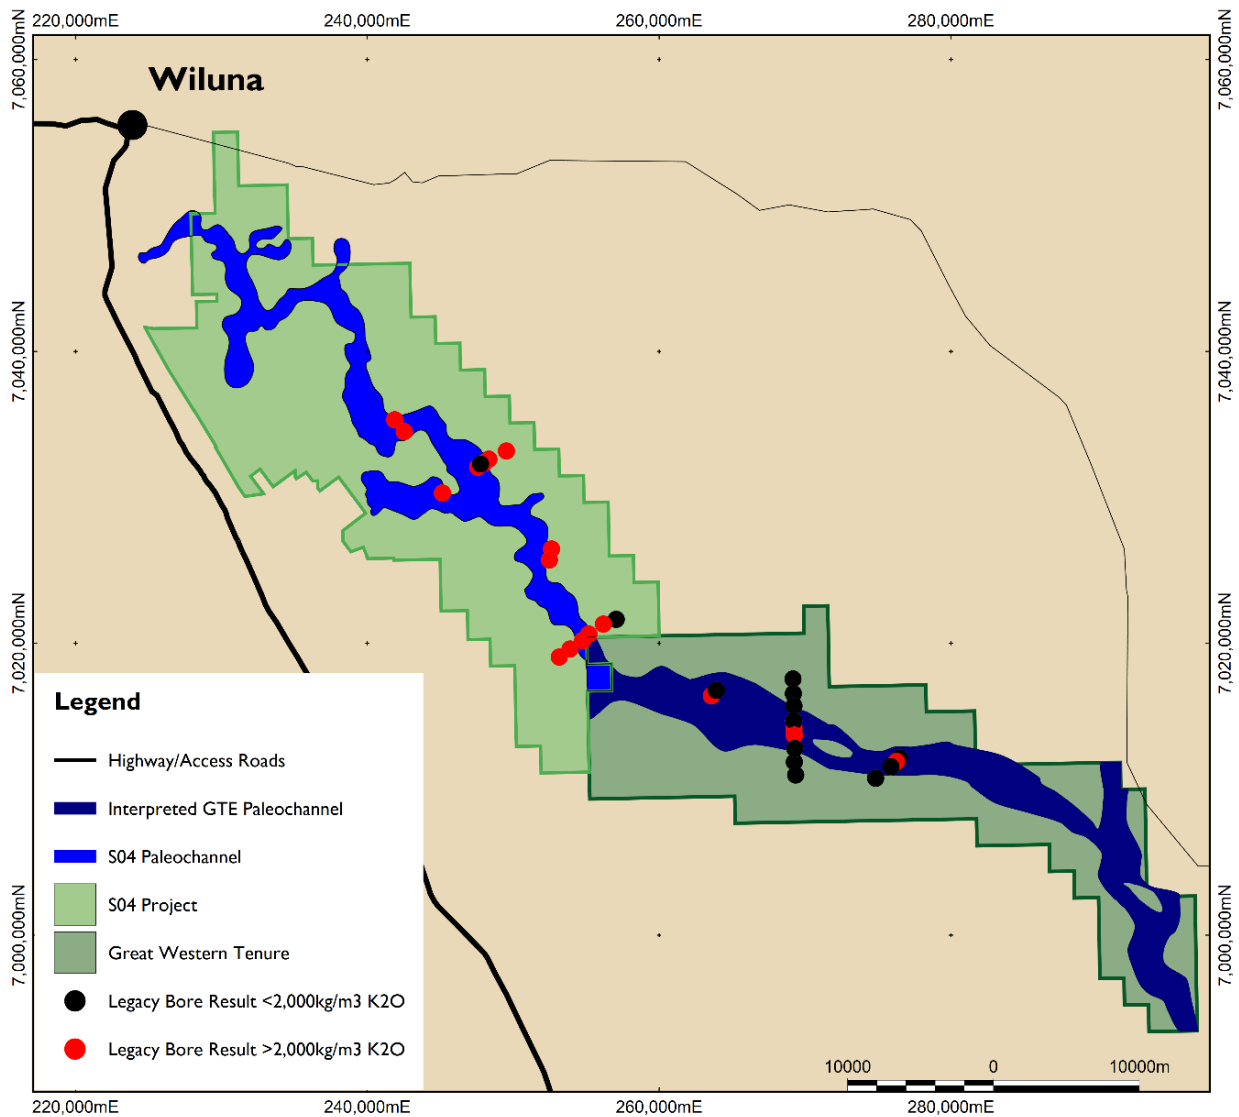 220,000mE
240,000mE
260,000mE
280,000mE
7,060,000mN
7,060,000mN
Wiluna
7,040,000mN
7,040,000mN
7,020,000mN
7,020,000mN
Legend
Highway/Access Roads
Interpreted GTE Paleochannel
S04 Paleochannel
S04 Project
Great Western Tenure
Legacy Bore Result <2,000kg/m3 K2O
Legacy Bore Result >2,000kg/m3 K2O
7,000,000mN
7,000,000mN
10000
0
10000m
220,000mE
240,000mE
260,000mE
280,000mE